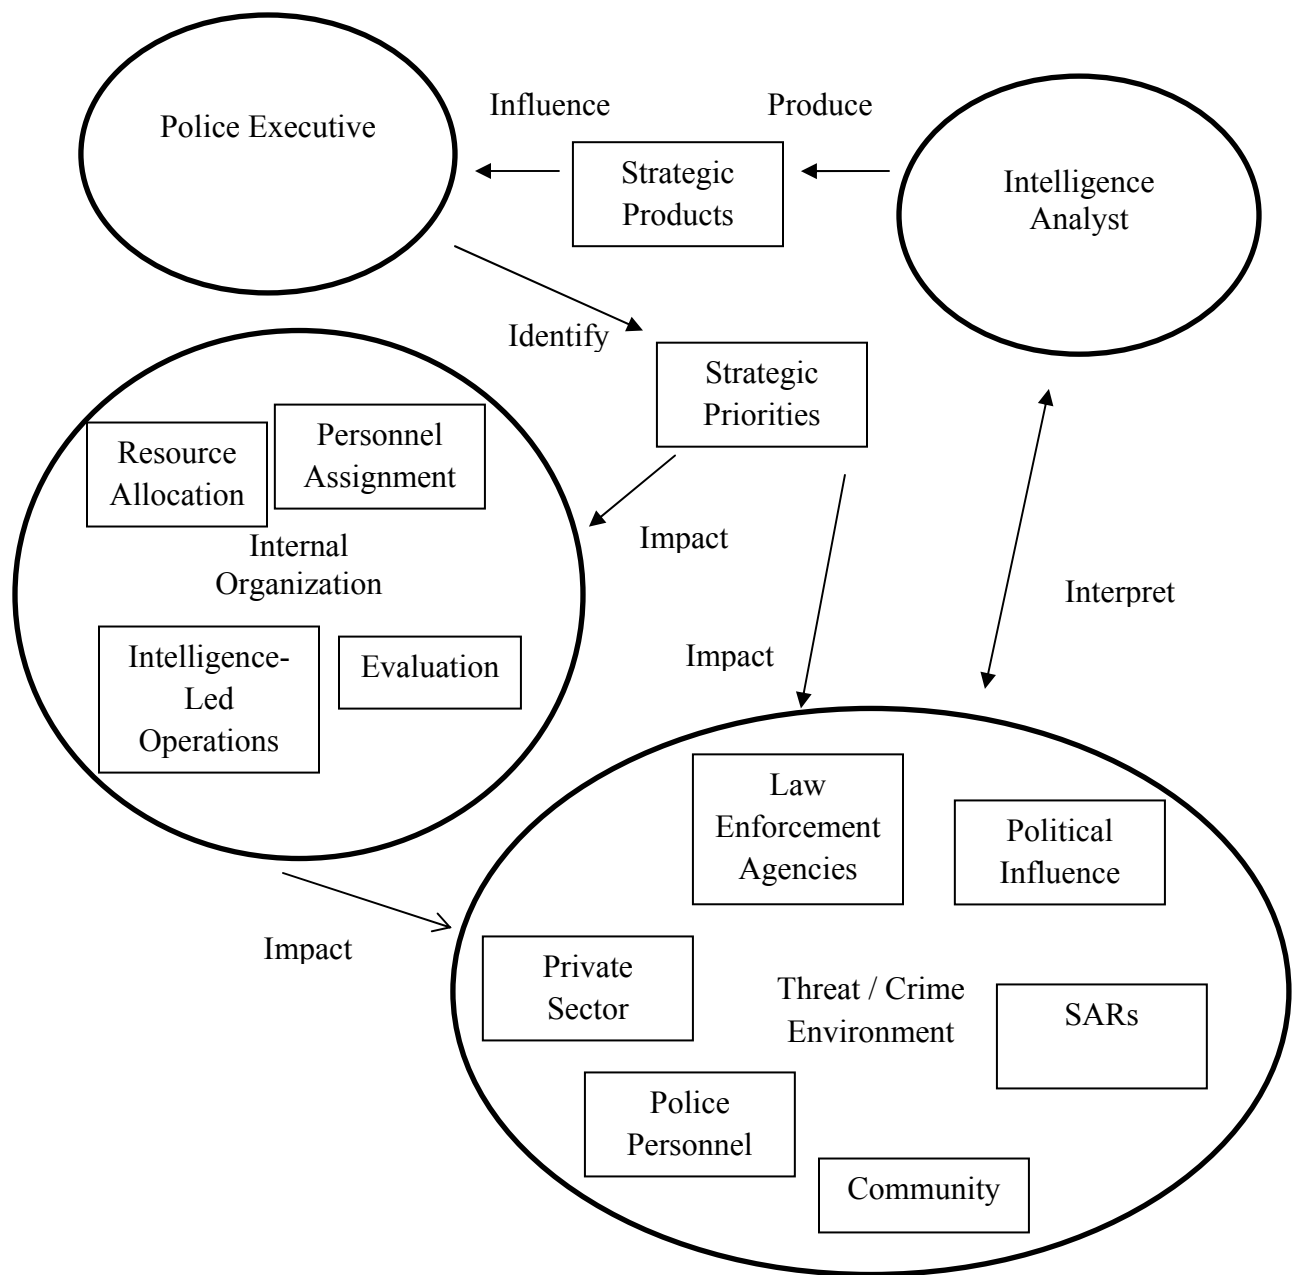 Police Executive
Influence
Produce
Strategic
Products
Intelligence
Analyst
Identify
Strategic
Priorities
Resource
Allocation
Personnel
Assignment
Internal
Organization
Impact
Interpret
Intelligence-
Led
Operations
Evaluation
Impact
Law
Enforcement
Agencies
Political
Influence
Impact
Private
Sector
Threat / Crime
Environment
SARs
Police
Personnel
Community